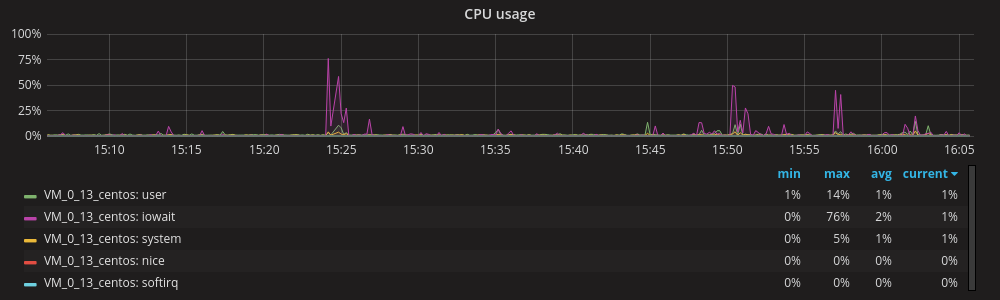 CPU usage
100%
75%
50%
25%
0%
15:10 15:15 15:20 15:25 15:30 15:35 15:40 15:45 15:50 15:55 16:00 16:05
min max avg current
VM_0_13_centos: user 1% 14% 1% 1%
VM_0_13_centos: iowait 0% 76% 2% 1%
VM_0_13_centos: system 0% 5% 1% 1%
VM_0_13_centos: nice 0% 0% 0% 0%
VM_0_13_centos: softirq 0% 0% 0% 0%